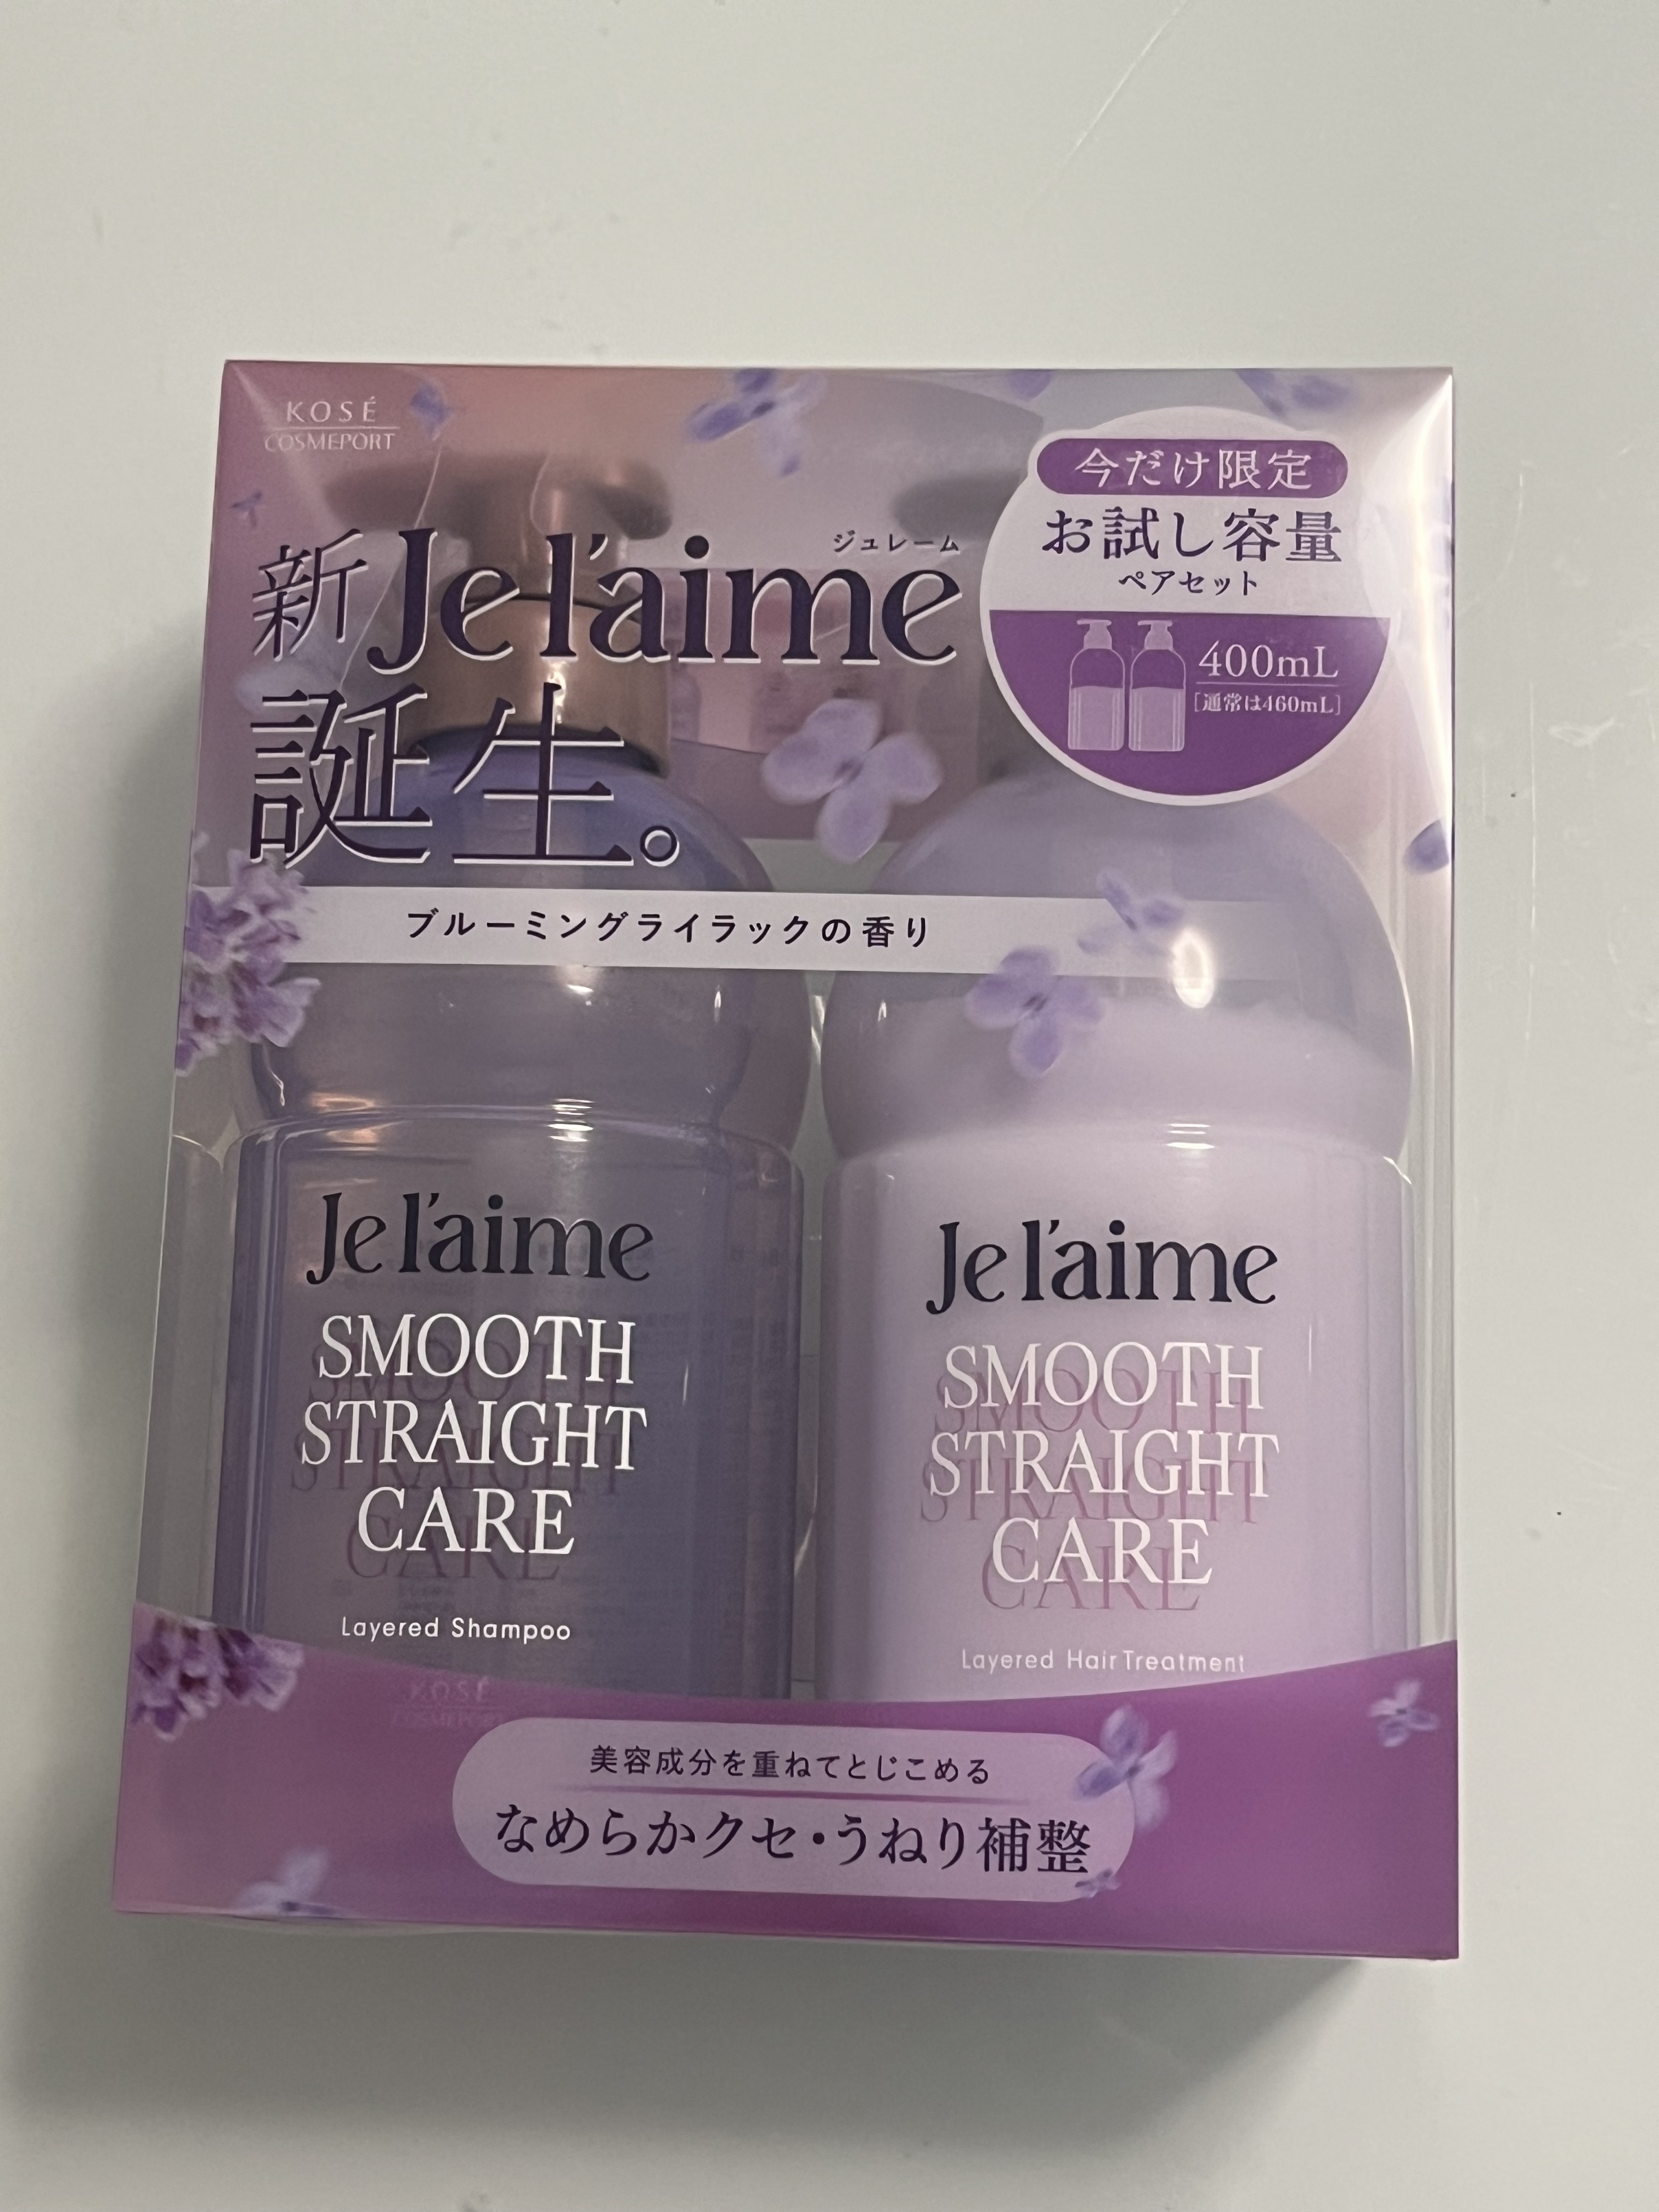 KOSÉ
COSMEPORT
今だけ限定
お試し容量
ペアセット
400mL
[通常は460mL]
ジュレーム
新Je l'aime
誕生。
ブルーミングライラックの香り
Je l'aime
SMOOTH
STRAIGHT
CARE
Layered Shampoo
KOSÉ
COSMEPORT
Je l'aime
SMOOTH
STRAIGHT
CARE
Layered Hair Treatment
美容成分を重ねてとじこめる
なめらかクセ・うねり補整